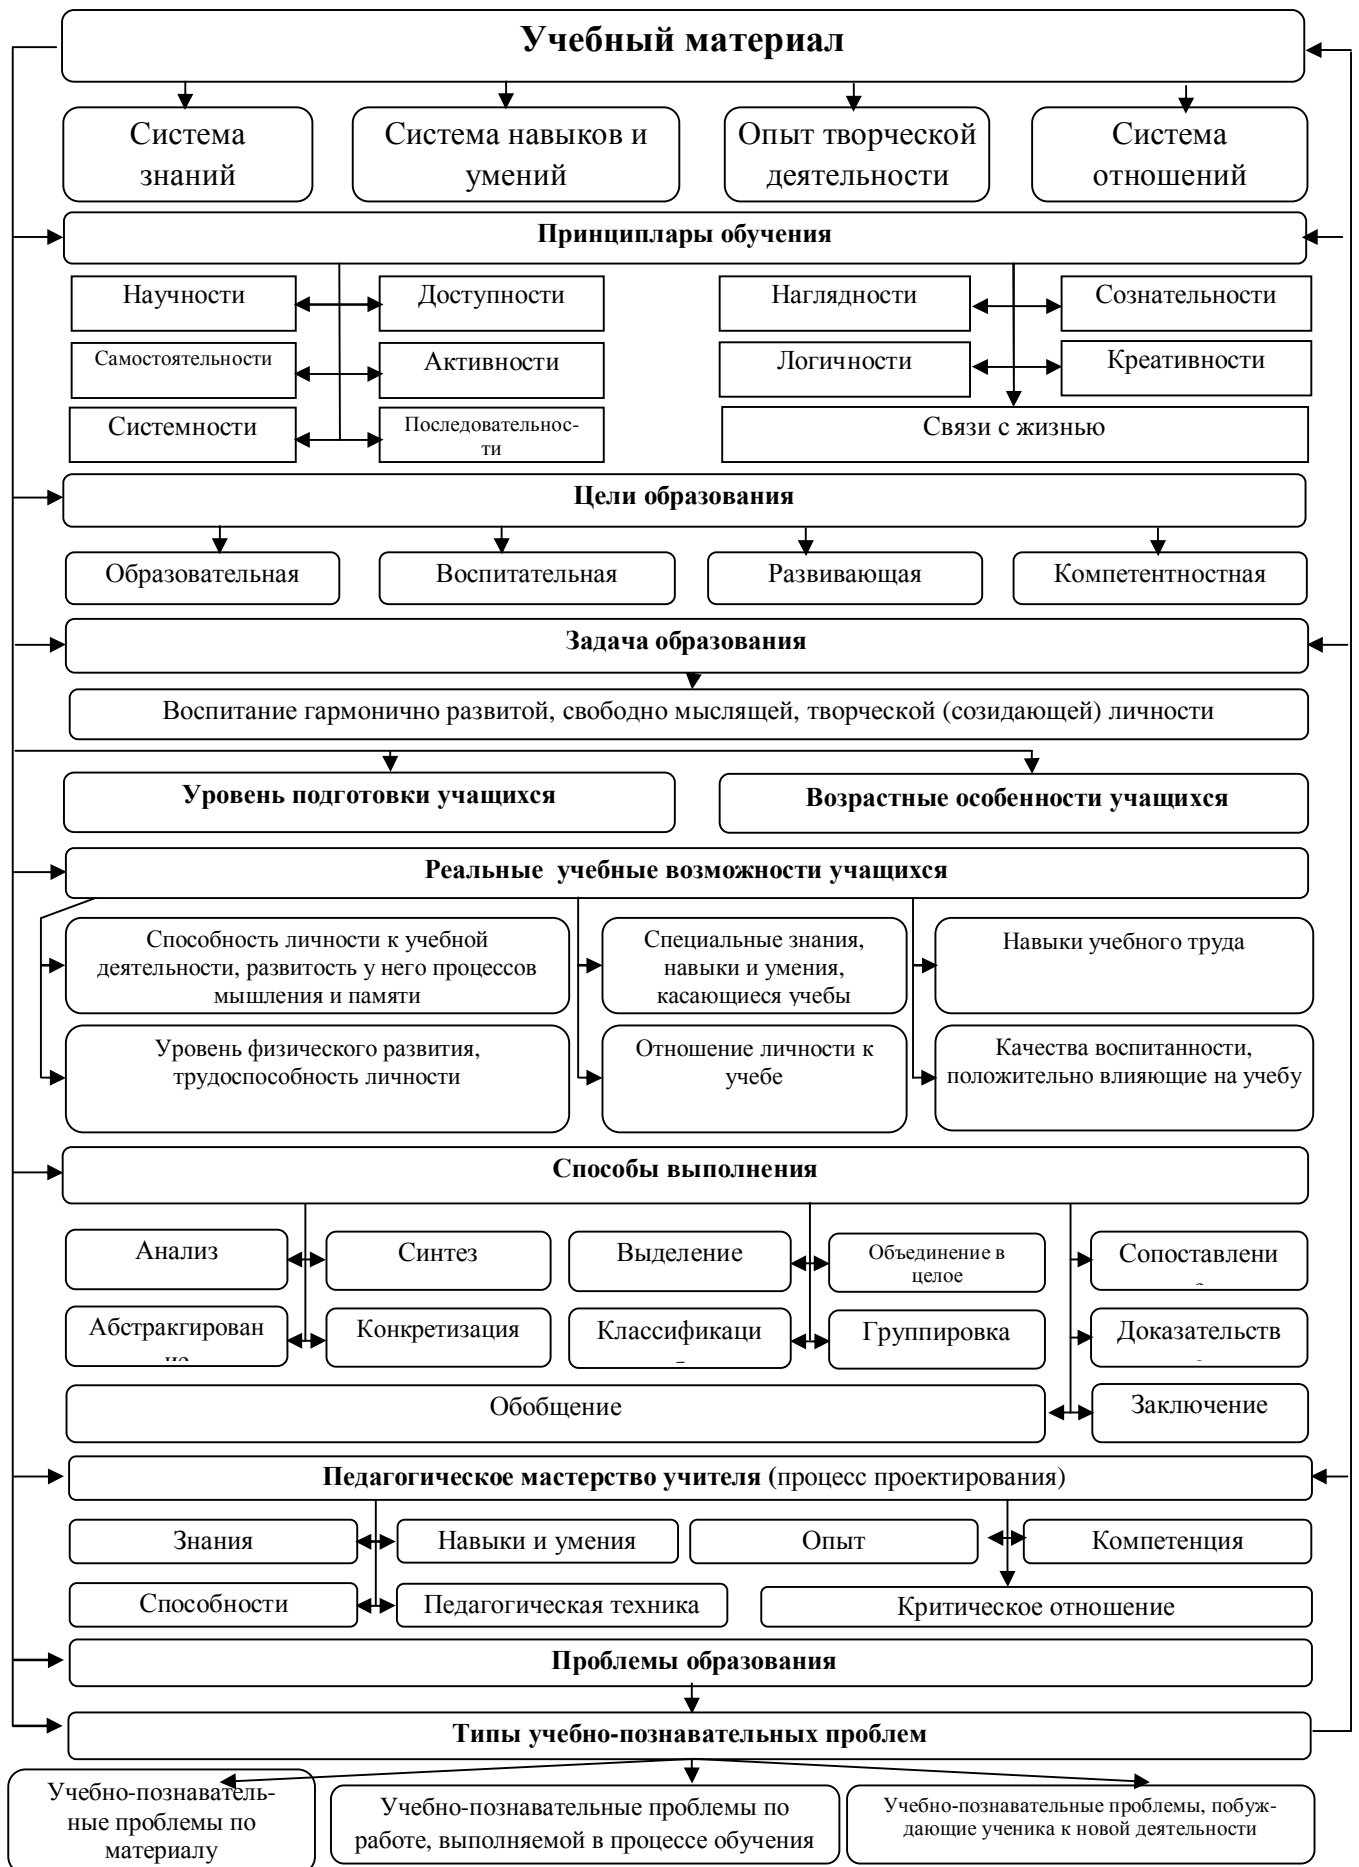 Учебный материал
Система
знаний
Система навыков и
умений
Опыт творческой
деятельности
Система
отношений
Принциплары обучения
Научности
Доступности
Наглядности
Сознательности
Самостоятельности
Активности
Логичности
Креативности
Системности
Последовательнос-
ти
Связи с жизнью
Цели образования
Образовательная
Воспитательная
Развивающая
Компетентностная
Задача образования
Воспитание гармонично развитой, свободно мыслящей, творческой (созидающей) личности
Уровень подготовки учащихся
Возрастные особенности учащихся
Реальные учебные возможности учащихся
Способность личности к учебной
деятельности, развитость у него процессов
мышления и памяти
Специальные знания,
навыки и умения,
касающиеся учебы
Навыки учебного труда
Уровень физического развития,
трудоспособность личности
Отношение личности к
учебе
Качества воспитанности,
положительно влияющие на учебу
Способы выполнения
Анализ
Синтез
Выделение
Объединение в
целое
Сопоставлени
Абстракгирован
Конкретизация
Классификаци
Группировка
Доказательств
Обобщение
Заключение
Педагогическое мастерство учителя (процесс проектирования)
Знания
Навыки и умения
Опыт
Компетенция
Способности
Педагогическая техника
Критическое отношение
Проблемы образования
Типы учебно-познавательных проблем
Учебно-познаватель-
ные проблемы по
материалу
Учебно-познавательные проблемы по
работе, выполняемой в процессе обучения
Учебно-познавательные проблемы, побуж-
дающие ученика к новой деятельности